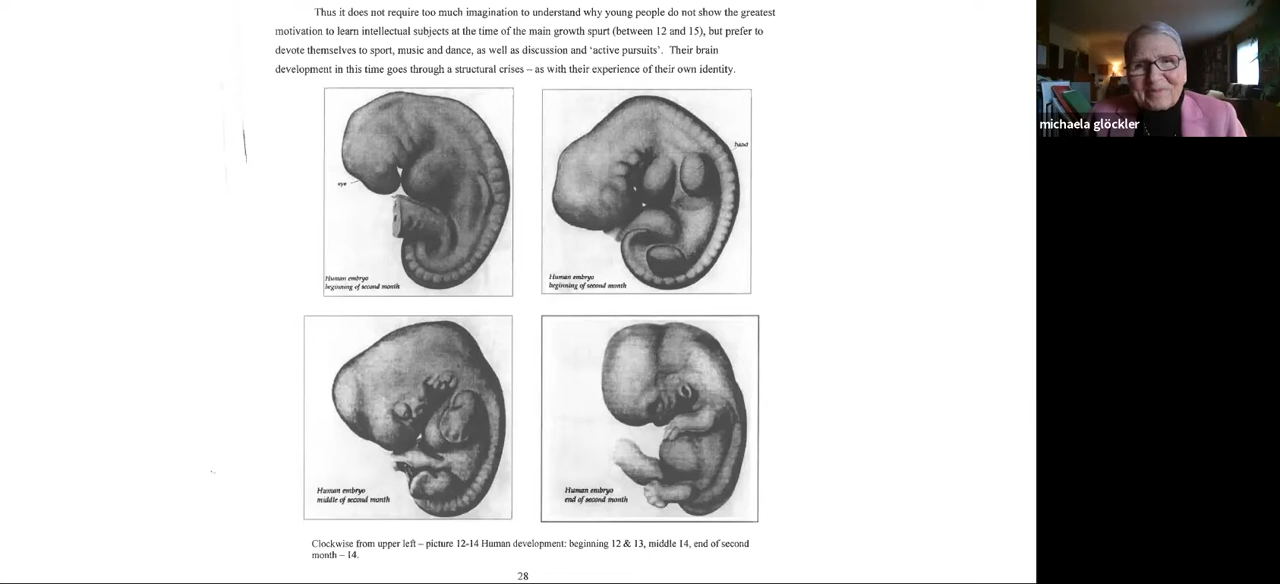 Thus it does not require too much imagination to understand why young people do not show the greatest
motivation to learn intellectual subjects at the time of the main growth spurt (between 12 and 15), but prefer to
devote themselves to sport, music and dance, as well as discussion and 'active pursuits'. Their brain
development in this time goes through a structural crises – as with their experience of their own identity.
eye
Human embryo
beginning of second month
hand
Human embryo
beginning of second month
Human embryo
middle of second month
Human embryo
end of second month
Clockwise from upper left – picture 12-14 Human development: beginning 12 & 13, middle 14, end of second
month – 14.
28
michaela glöckler